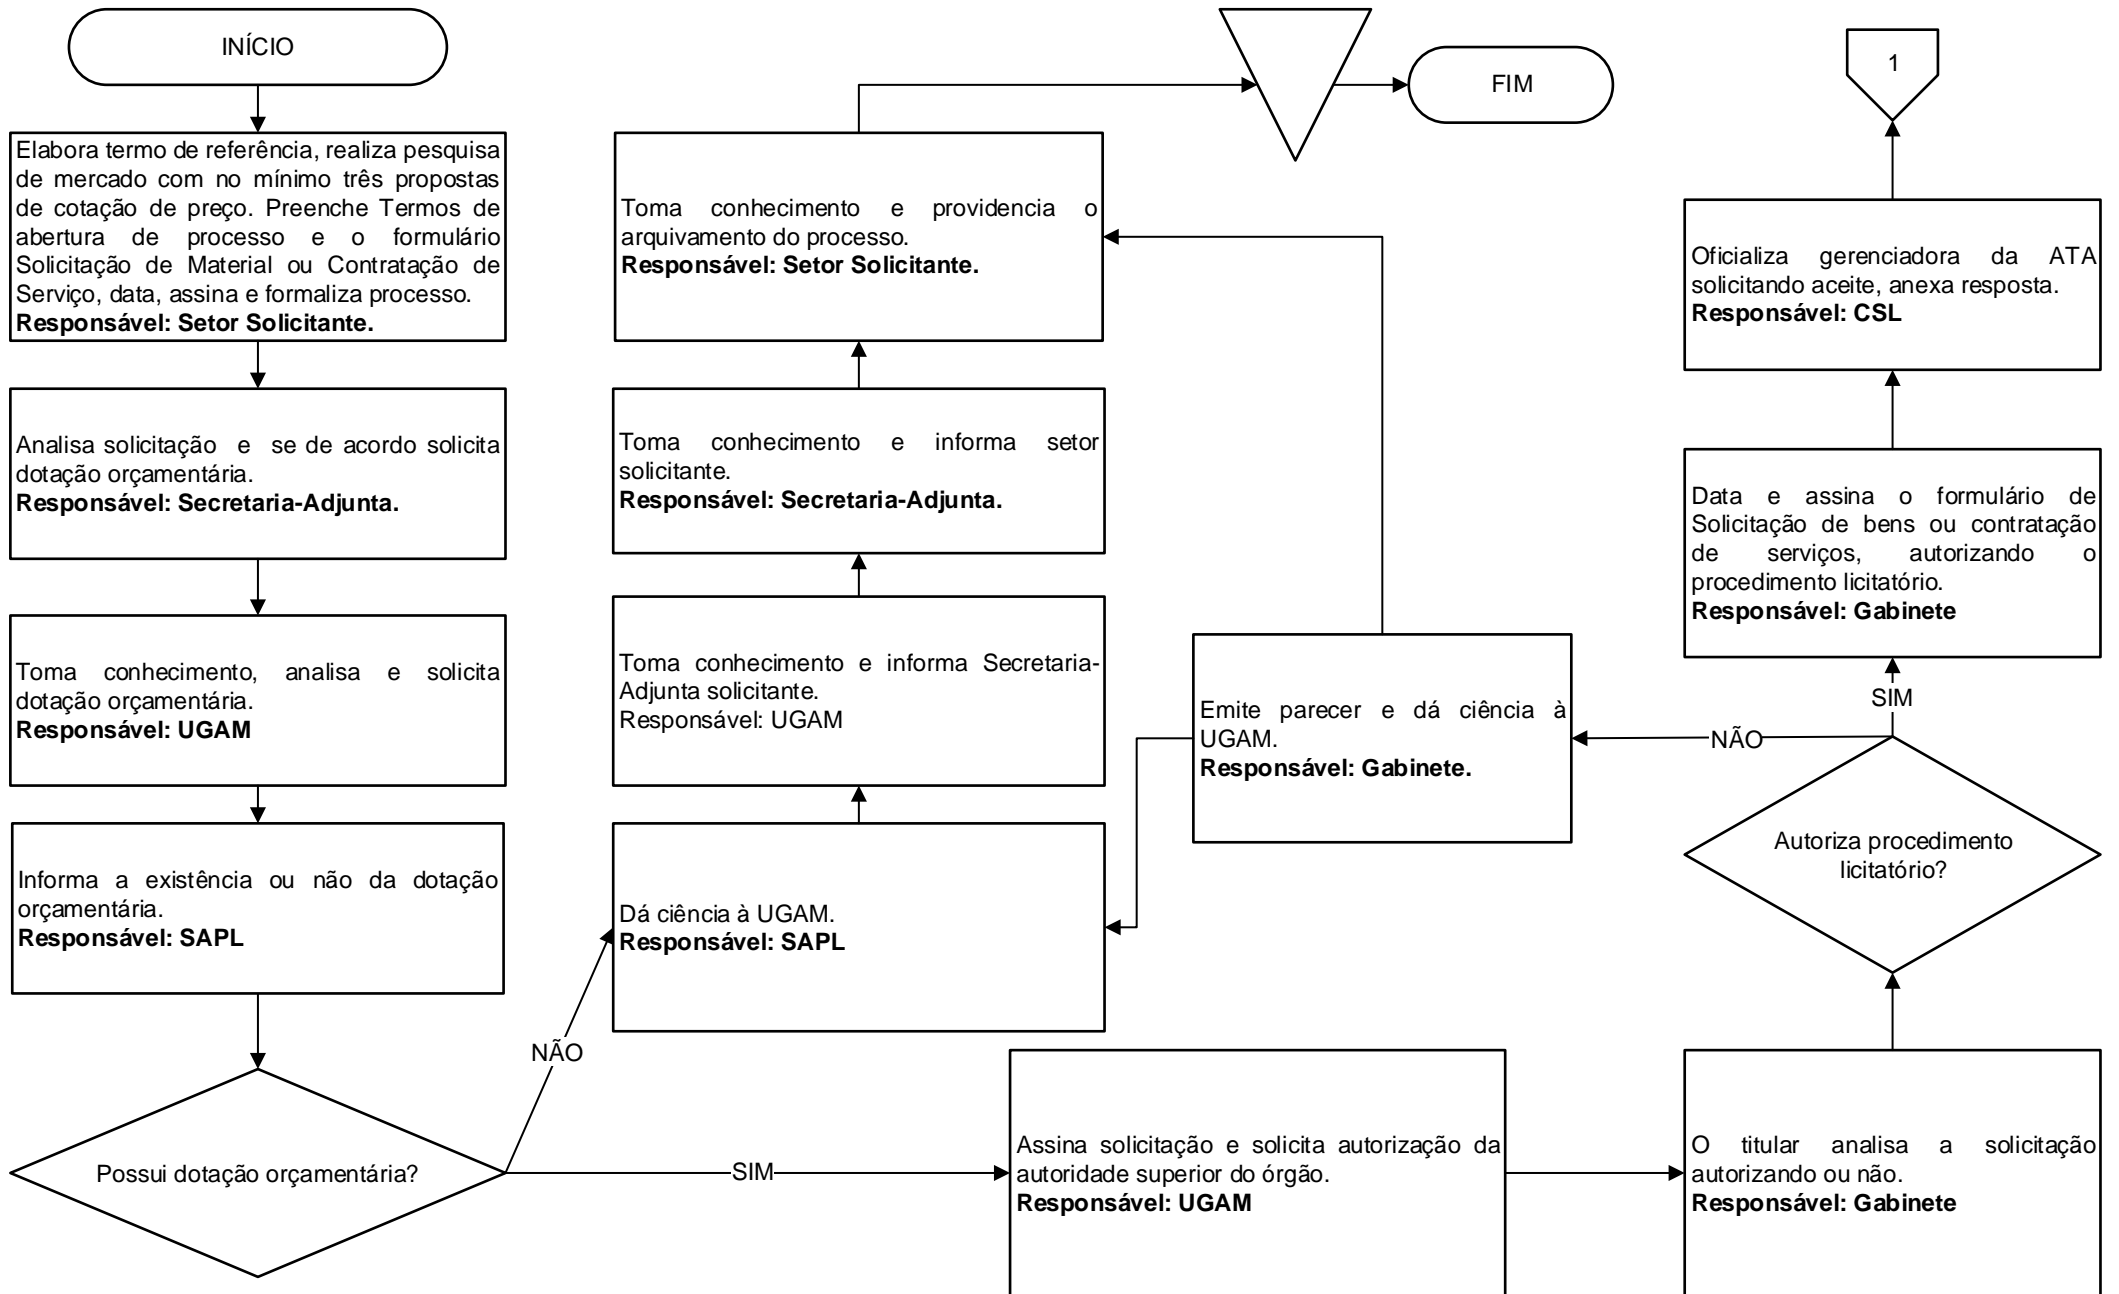 INÍCIO
Elabora termo de referência, realiza pesquisa
de mercado com no mínimo três propostas
de cotação de preço. Preenche Termos de
abertura de processo e o formulário
Solicitação de Material ou Contratação de
Serviço, data, assina e formaliza processo.
Responsável: Setor Solicitante.
Analisa solicitação e se de acordo solicita
dotação orçamentária.
Responsável: Secretaria-Adjunta.
Toma conhecimento, analisa e solicita
dotação orçamentária.
Responsável: UGAM
Informa a existência ou não da dotação
orçamentária.
Responsável: SAPL
Possui dotação orçamentária?
NÃO
SIM
Dá ciência à UGAM.
Responsável: SAPL
Toma conhecimento e informa Secretaria-
Adjunta solicitante.
Responsável: UGAM
Toma conhecimento e informa setor
solicitante.
Responsável: Secretaria-Adjunta.
Toma conhecimento e providencia o
arquivamento do processo.
Responsável: Setor Solicitante.
FIM
Assina solicitação e solicita autorização da
autoridade superior do órgão.
Responsável: UGAM
O titular analisa a solicitação
autorizando ou não.
Responsável: Gabinete
Autoriza procedimento
licitatório?
NÃO
Emite parecer e dá ciência à
UGAM.
Responsável: Gabinete.
SIM
Data e assina o formulário de
Solicitação de bens ou contratação
de serviços, autorizando o
procedimento licitatório.
Responsável: Gabinete
Oficializa gerenciadora da ATA
solicitando aceite, anexa resposta.
Responsável: CSL
1